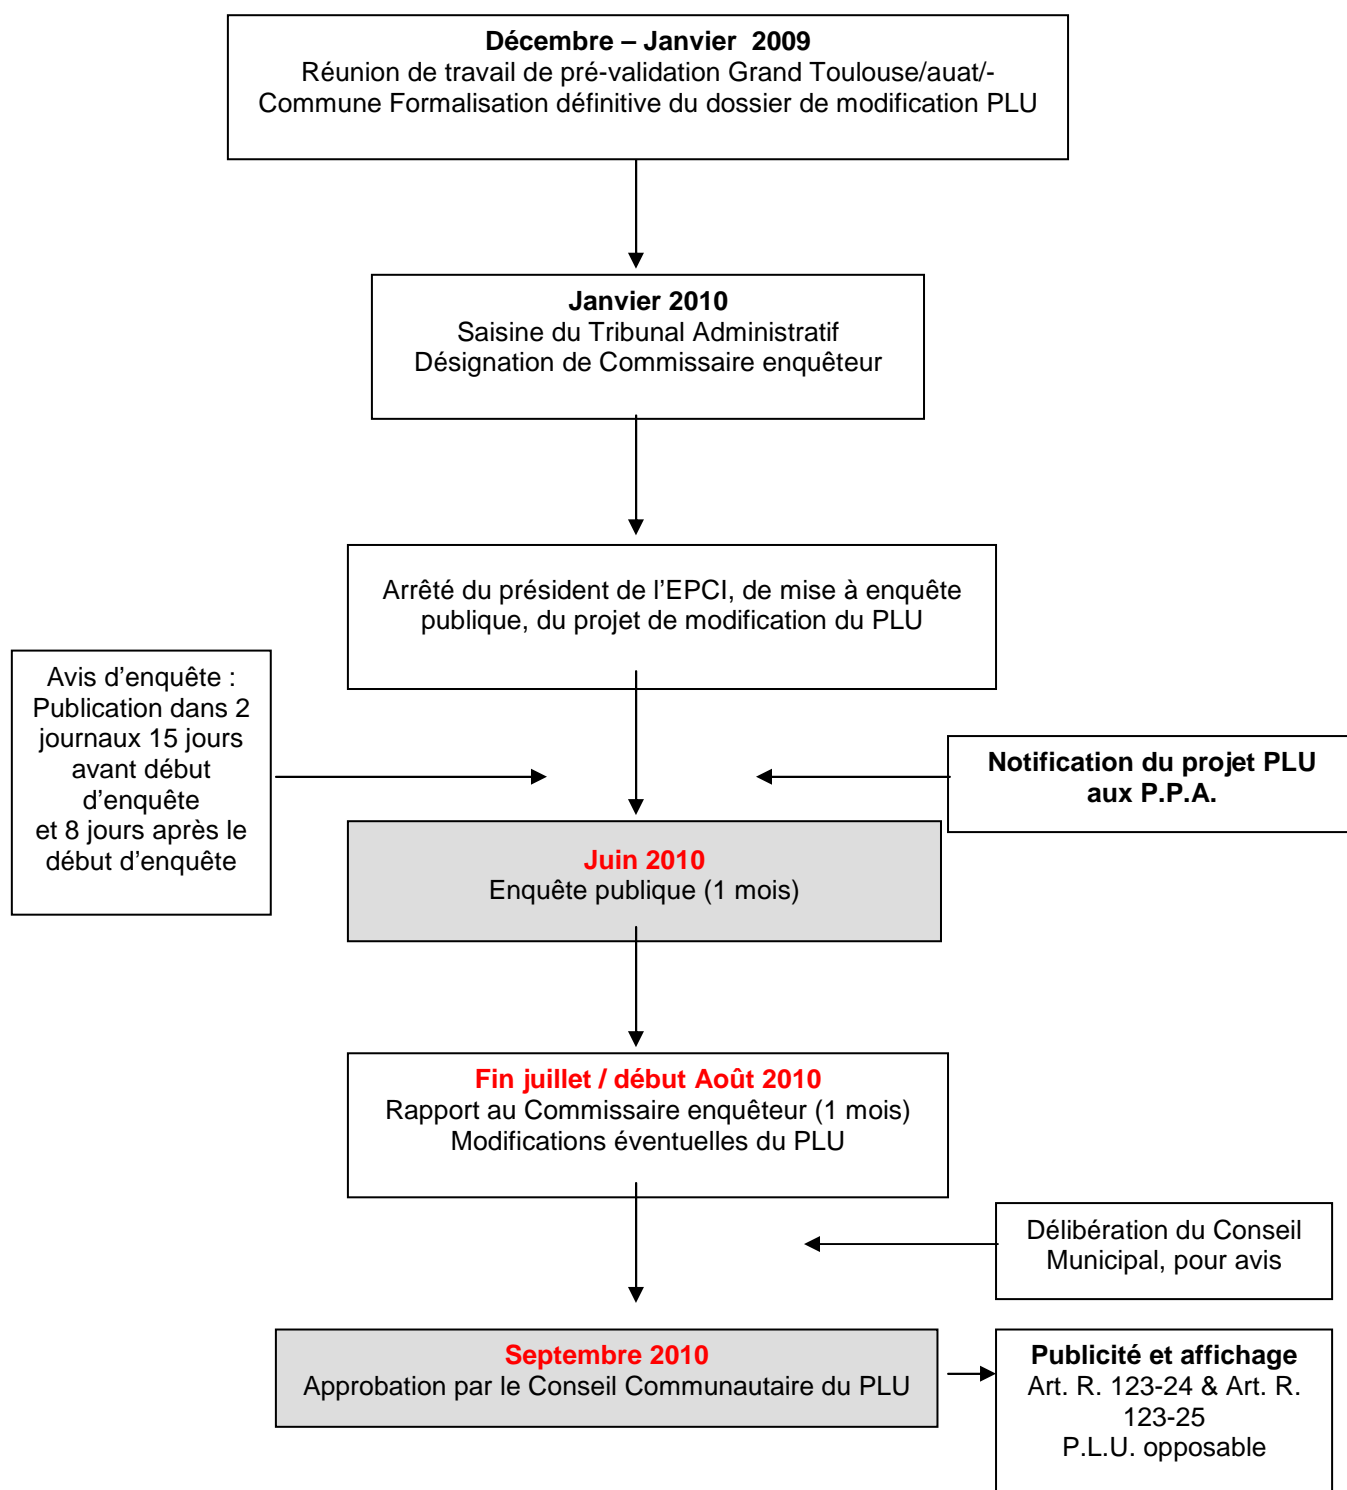 Décembre – Janvier 2009
Réunion de travail de pré-validation Grand Toulouse/auat/-
Commune Formalisation définitive du dossier de modification PLU
Janvier 2010
Saisine du Tribunal Administratif
Désignation de Commissaire enquêteur
Arrêté du président de l’EPCI, de mise à enquête
publique, du projet de modification du PLU
Avis d’enquête :
Publication dans 2
journaux 15 jours
avant début
d’enquête
et 8 jours après le
début d’enquête
Notification du projet PLU
aux P.P.A.
Juin 2010
Enquête publique (1 mois)
Fin juillet / début Août 2010
Rapport au Commissaire enquêteur (1 mois)
Modifications éventuelles du PLU
Délibération du Conseil
Municipal, pour avis
Septembre 2010
Approbation par le Conseil Communautaire du PLU
Publicité et affichage
Art. R. 123-24 & Art. R.
123-25
P.L.U. opposable